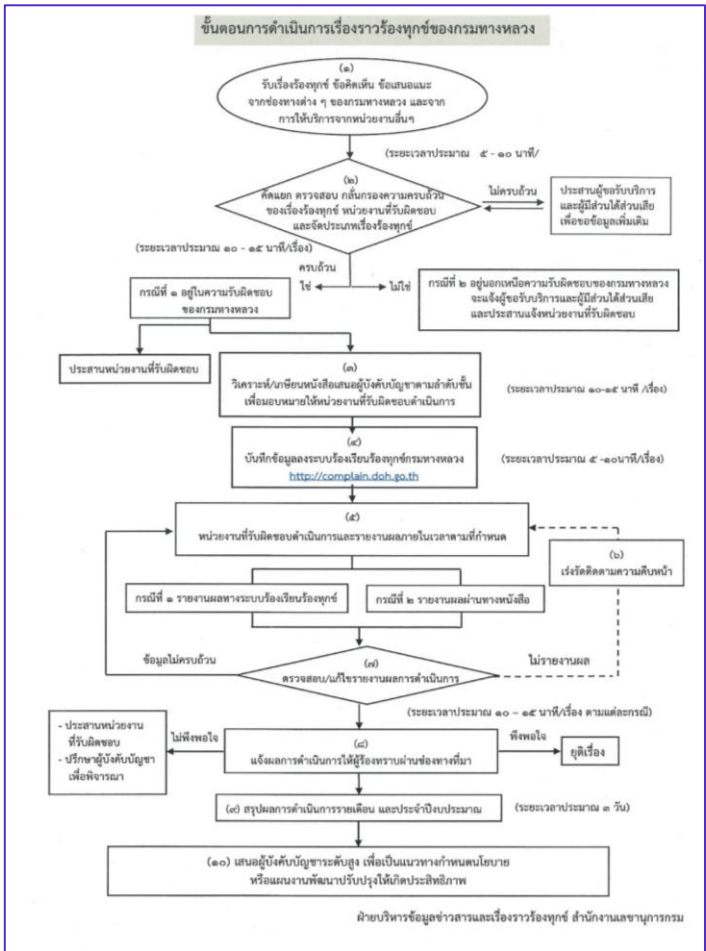 ขั้นตอนการดำเนินการเรื่องราวร้องทุกข์ของกรมทางหลวง
(๑)
รับเรื่องร้องทุกข์ ข้อคิดเห็น ข้อเสนอแนะ
จากช่องทางต่าง ๆ ของกรมทางหลวง และจาก
การให้บริการจากหน่วยงานอื่นๆ
(ระยะเวลาประมาณ ๕ - ๑๐ นาที/
(๒)
คัดแยก ตรวจสอบ กลั่นกรองความครบถ้วน
ของเรื่องร้องทุกข์ หน่วยงานที่รับผิดชอบ
และจัดประเภทเรื่องร้องทุกข์
ไม่ครบถ้วน
ประสานผู้ขอรับบริการ
และผู้มีส่วนได้ส่วนเสีย
เพื่อขอข้อมูลเพิ่มเติม
(ระยะเวลาประมาณ ๑๐ - ๑๕ นาที/เรื่อง)
ครบถ้วน
ใช่
ไม่ใช่
กรณีที่ ๑ อยู่ในความรับผิดชอบ
ของกรมทางหลวง
กรณีที่ ๒ อยู่นอกเหนือความรับผิดชอบของกรมทางหลวง
จะแจ้งผู้ขอรับบริการและผู้มีส่วนได้ส่วนเสีย
และประสานแจ้งหน่วยงานที่รับผิดชอบ
ประสานหน่วยงานที่รับผิดชอบ
(๓)
วิเคราะห์/เกษียนหนังสือเสนอผู้บังคับบัญชาตามลำดับชั้น
เพื่อมอบหมายให้หน่วยงานที่รับผิดชอบดำเนินการ
(ระยะเวลาประมาณ ๑๐-๑๕ นาที /เรื่อง)
(๔)
บันทึกข้อมูลลงระบบร้องเรียนร้องทุกข์กรมทางหลวง
http://complain.doh.go.th
(ระยะเวลาประมาณ ๕ -๑๐นาที/เรื่อง)
(๕)
หน่วยงานที่รับผิดชอบดำเนินการและรายงานผลภายในเวลาตามที่กำหนด
(๖)
เร่งรัดติดตามความคืบหน้า
กรณีที่ ๑ รายงานผลทางระบบร้องเรียนร้องทุกข์
กรณีที่ ๒ รายงานผลผ่านทางหนังสือ
ข้อมูลไม่ครบถ้วน
(๗)
ตรวจสอบ/แก้ไขรายงานผลการดำเนินการ
ไม่รายงานผล
(ระยะเวลาประมาณ ๑๐ – ๑๕ นาที/เรื่อง ตามแต่ละกรณี)
- ประสานหน่วยงาน
ที่รับผิดชอบ
- ปรึกษาผู้บังคับบัญชา
เพื่อพิจารณา
ไม่พึงพอใจ
(๘)
แจ้งผลการดำเนินการให้ผู้ร้องทราบผ่านช่องทางที่มา
พึงพอใจ
ยุติเรื่อง
(๙) สรุปผลการดำเนินการรายเดือน และประจำปีงบประมาณ
(ระยะเวลาประมาณ ๓ วัน)
(๑๐) เสนอผู้บังคับบัญชาระดับสูง เพื่อเป็นแนวทางกำหนดนโยบาย
หรือแผนงานพัฒนาปรับปรุงให้เกิดประสิทธิภาพ
ฝ่ายบริหารข้อมูลข่าวสารและเรื่องราวร้องทุกข์ สำนักงานเลขานุการกรม